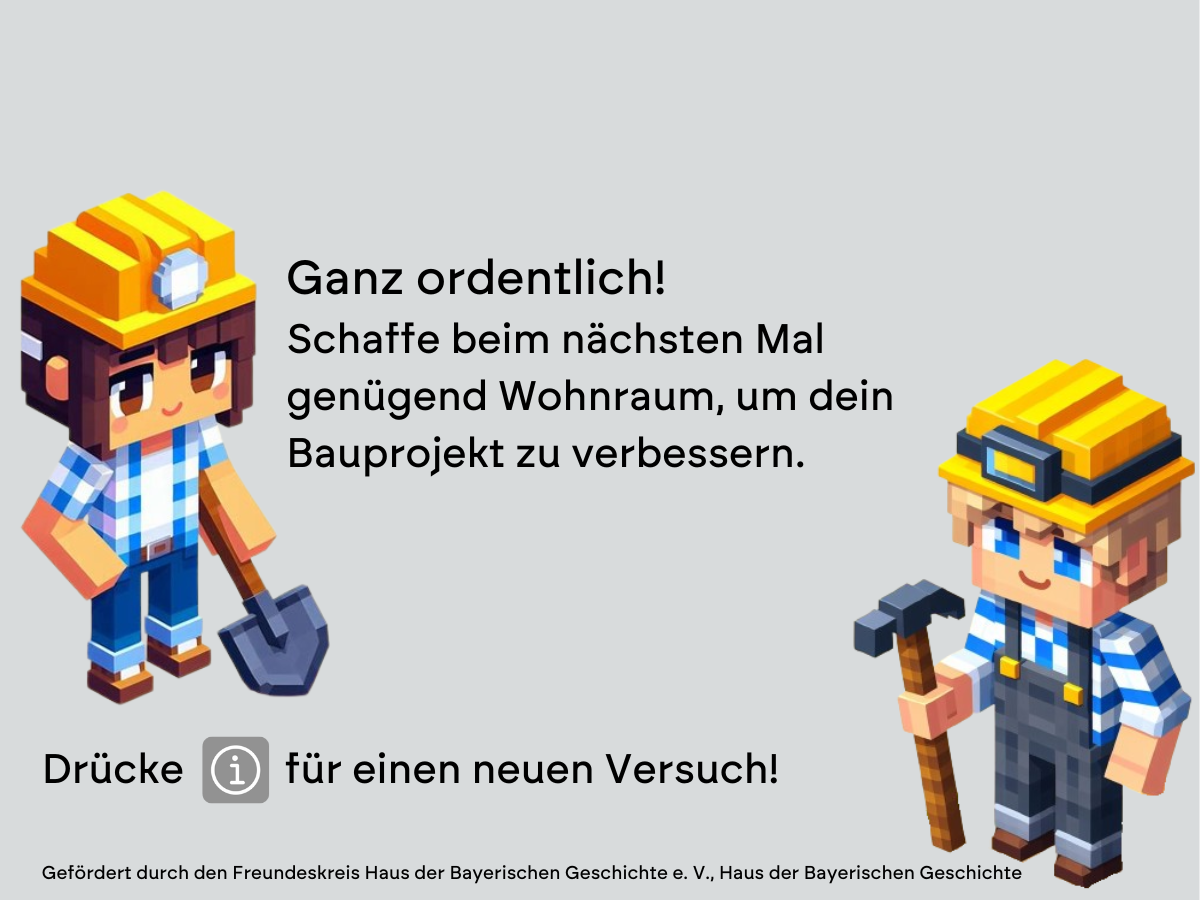 Ganz ordentlich!
Schaffe beim nächsten Mal
genügend Wohnraum, um dein
Bauprojekt zu verbessern.
Drücke i für einen neuen Versuch!
Gefördert durch den Freundeskreis Haus der Bayerischen Geschichte e. V., Haus der Bayerischen Geschichte